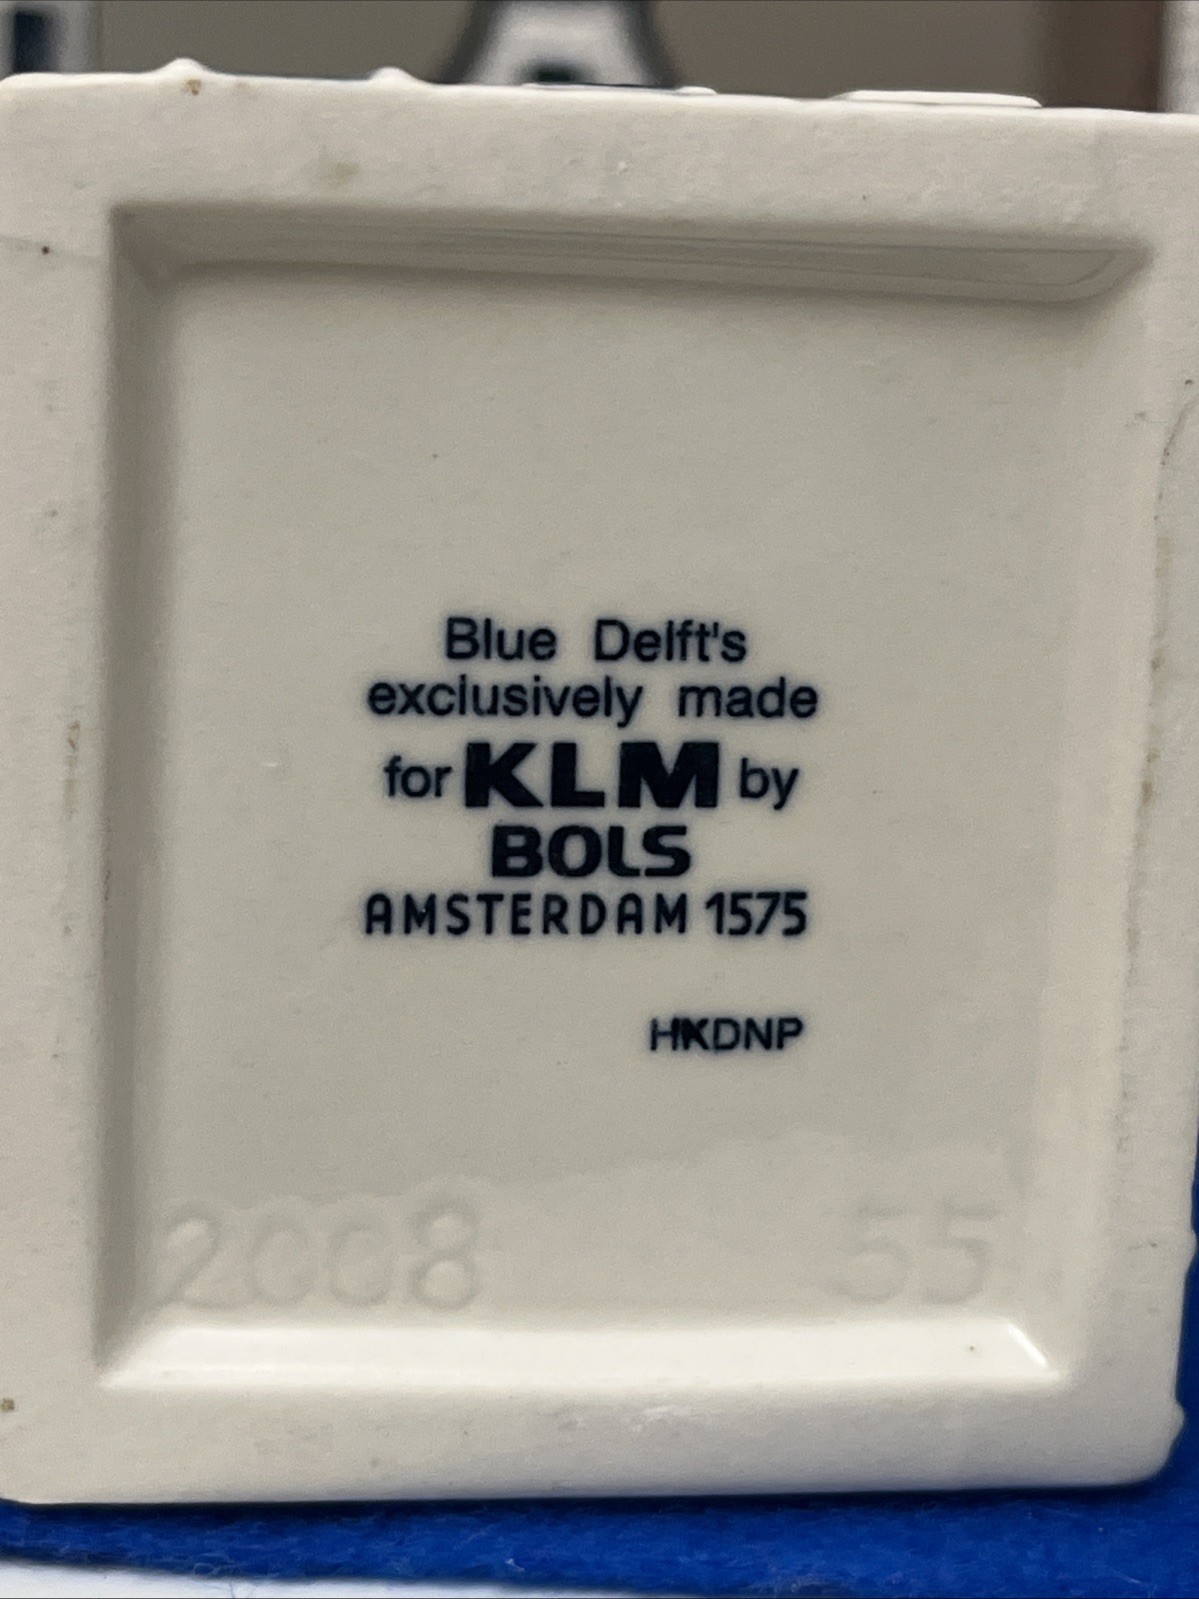 Blue Delft's
exclusively made
for KLM by
BOLS
AMSTERDAM 1575
HKDNP
2008 55